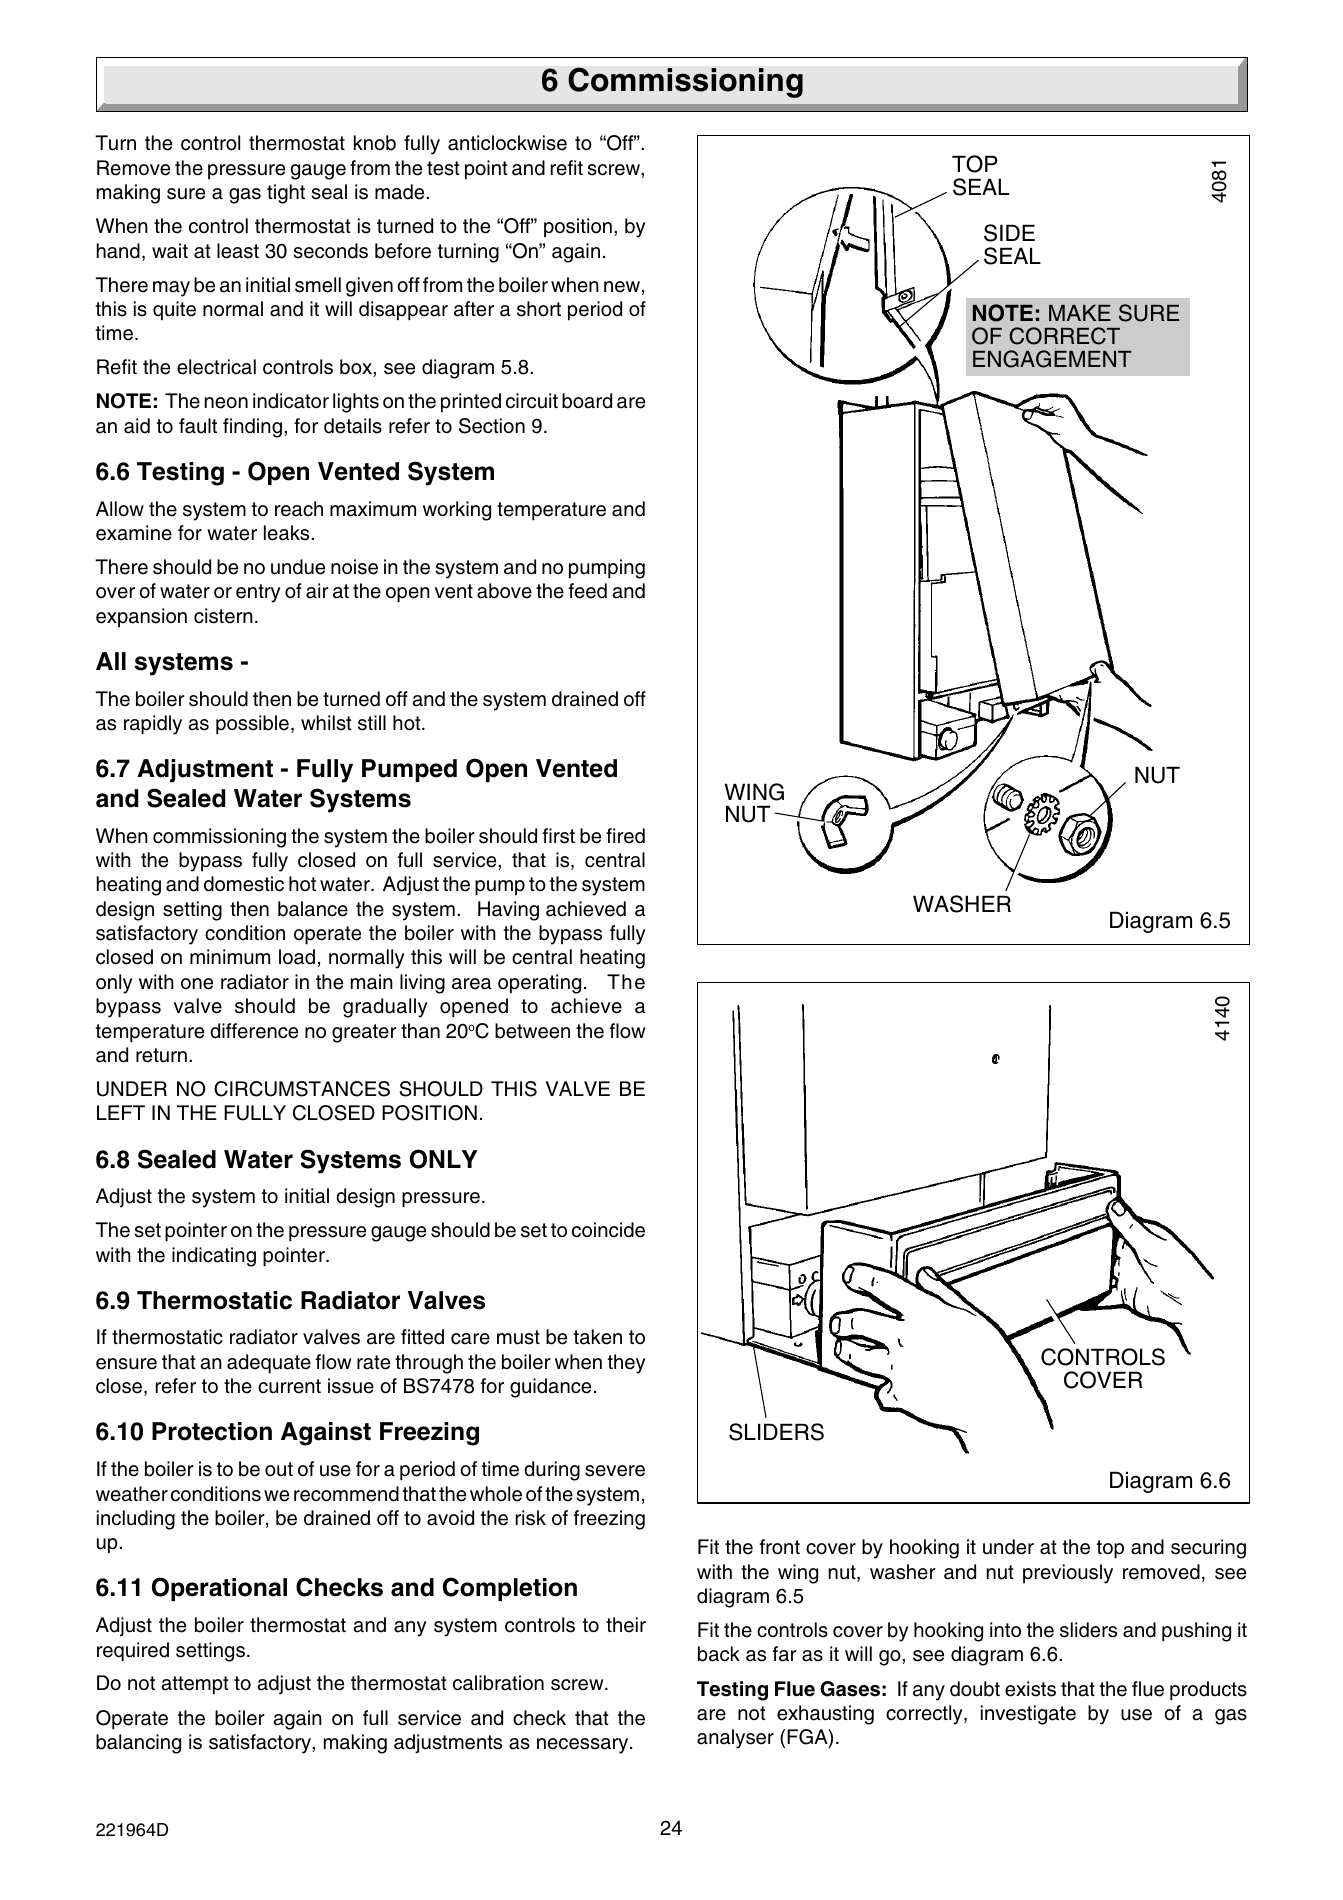 6 Commissioning
Turn the control thermostat knob fully anticlockwise to “Off”.
Remove the pressure gauge from the test point and refit screw,
making sure a gas tight seal is made.
When the control thermostat is turned to the “Off” position, by
hand, wait at least 30 seconds before turning “On” again.
There may be an initial smell given off from the boiler when new,
this is quite normal and it will disappear after a short period of
time.
Refit the electrical controls box, see diagram 5.8.
NOTE: The neon indicator lights on the printed circuit board are
an aid to fault finding, for details refer to Section 9.
6.6 Testing - Open Vented System
Allow the system to reach maximum working temperature and
examine for water leaks.
There should be no undue noise in the system and no pumping
over of water or entry of air at the open vent above the feed and
expansion cistern.
All systems -
The boiler should then be turned off and the system drained off
as rapidly as possible, whilst still hot.
6.7 Adjustment - Fully Pumped Open Vented
and Sealed Water Systems
When commissioning the system the boiler should first be fired
with the bypass fully closed on full service, that is, central
heating and domestic hot water. Adjust the pump to the system
design setting then balance the system. Having achieved a
satisfactory condition operate the boiler with the bypass fully
closed on minimum load, normally this will be central heating
only with one radiator in the main living area operating. The
bypass valve should be gradually opened to achieve a
temperature difference no greater than 20ºC between the flow
and return.
UNDER NO CIRCUMSTANCES SHOULD THIS VALVE BE
LEFT IN THE FULLY CLOSED POSITION.
6.8 Sealed Water Systems ONLY
Adjust the system to initial design pressure.
The set pointer on the pressure gauge should be set to coincide
with the indicating pointer.
6.9 Thermostatic Radiator Valves
If thermostatic radiator valves are fitted care must be taken to
ensure that an adequate flow rate through the boiler when they
close, refer to the current issue of BS7478 for guidance.
6.10 Protection Against Freezing
If the boiler is to be out of use for a period of time during severe
weather conditions we recommend that the whole of the system,
including the boiler, be drained off to avoid the risk of freezing
up.
6.11 Operational Checks and Completion
Adjust the boiler thermostat and any system controls to their
required settings.
Do not attempt to adjust the thermostat calibration screw.
Operate the boiler again on full service and check that the
balancing is satisfactory, making adjustments as necessary.
4081
TOP
SEAL
SIDE
SEAL
NOTE: MAKE SURE
OF CORRECT
ENGAGEMENT
WING
NUT
NUT
WASHER
Diagram 6.5
4140
CONTROLS
COVER
SLIDERS
Diagram 6.6
Fit the front cover by hooking it under at the top and securing
with the wing nut, washer and nut previously removed, see
diagram 6.5
Fit the controls cover by hooking into the sliders and pushing it
back as far as it will go, see diagram 6.6.
Testing Flue Gases: If any doubt exists that the flue products
are not exhausting correctly, investigate by use of a gas
analyser (FGA).
221964D
24